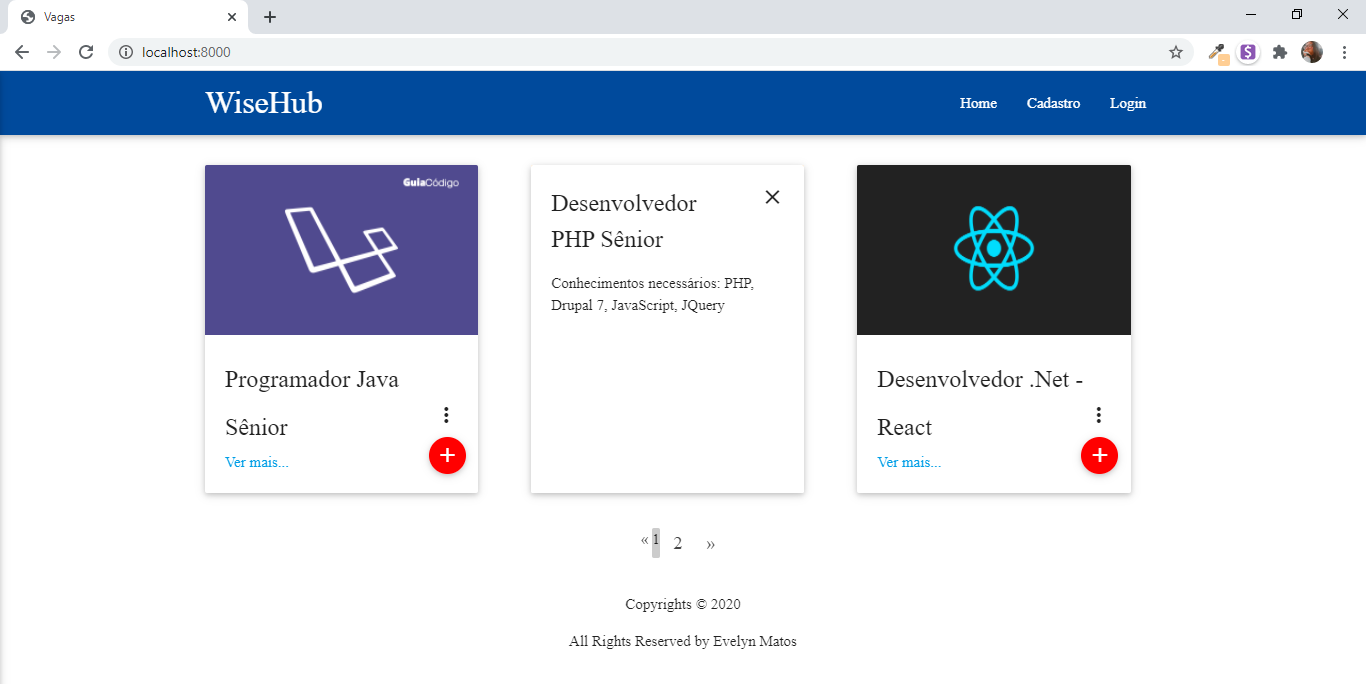 Vagas
localhost:8000
WiseHub
Home Cadastro Login
GuiaCódigo
Programador Java
Sênior
Ver mais...
Desenvolvedor
PHP Sênior
Conhecimentos necessários: PHP,
Drupal 7, JavaScript, JQuery
Desenvolvedor .Net -
React
Ver mais...
« 1 2 »
Copyrights © 2020
All Rights Reserved by Evelyn Matos